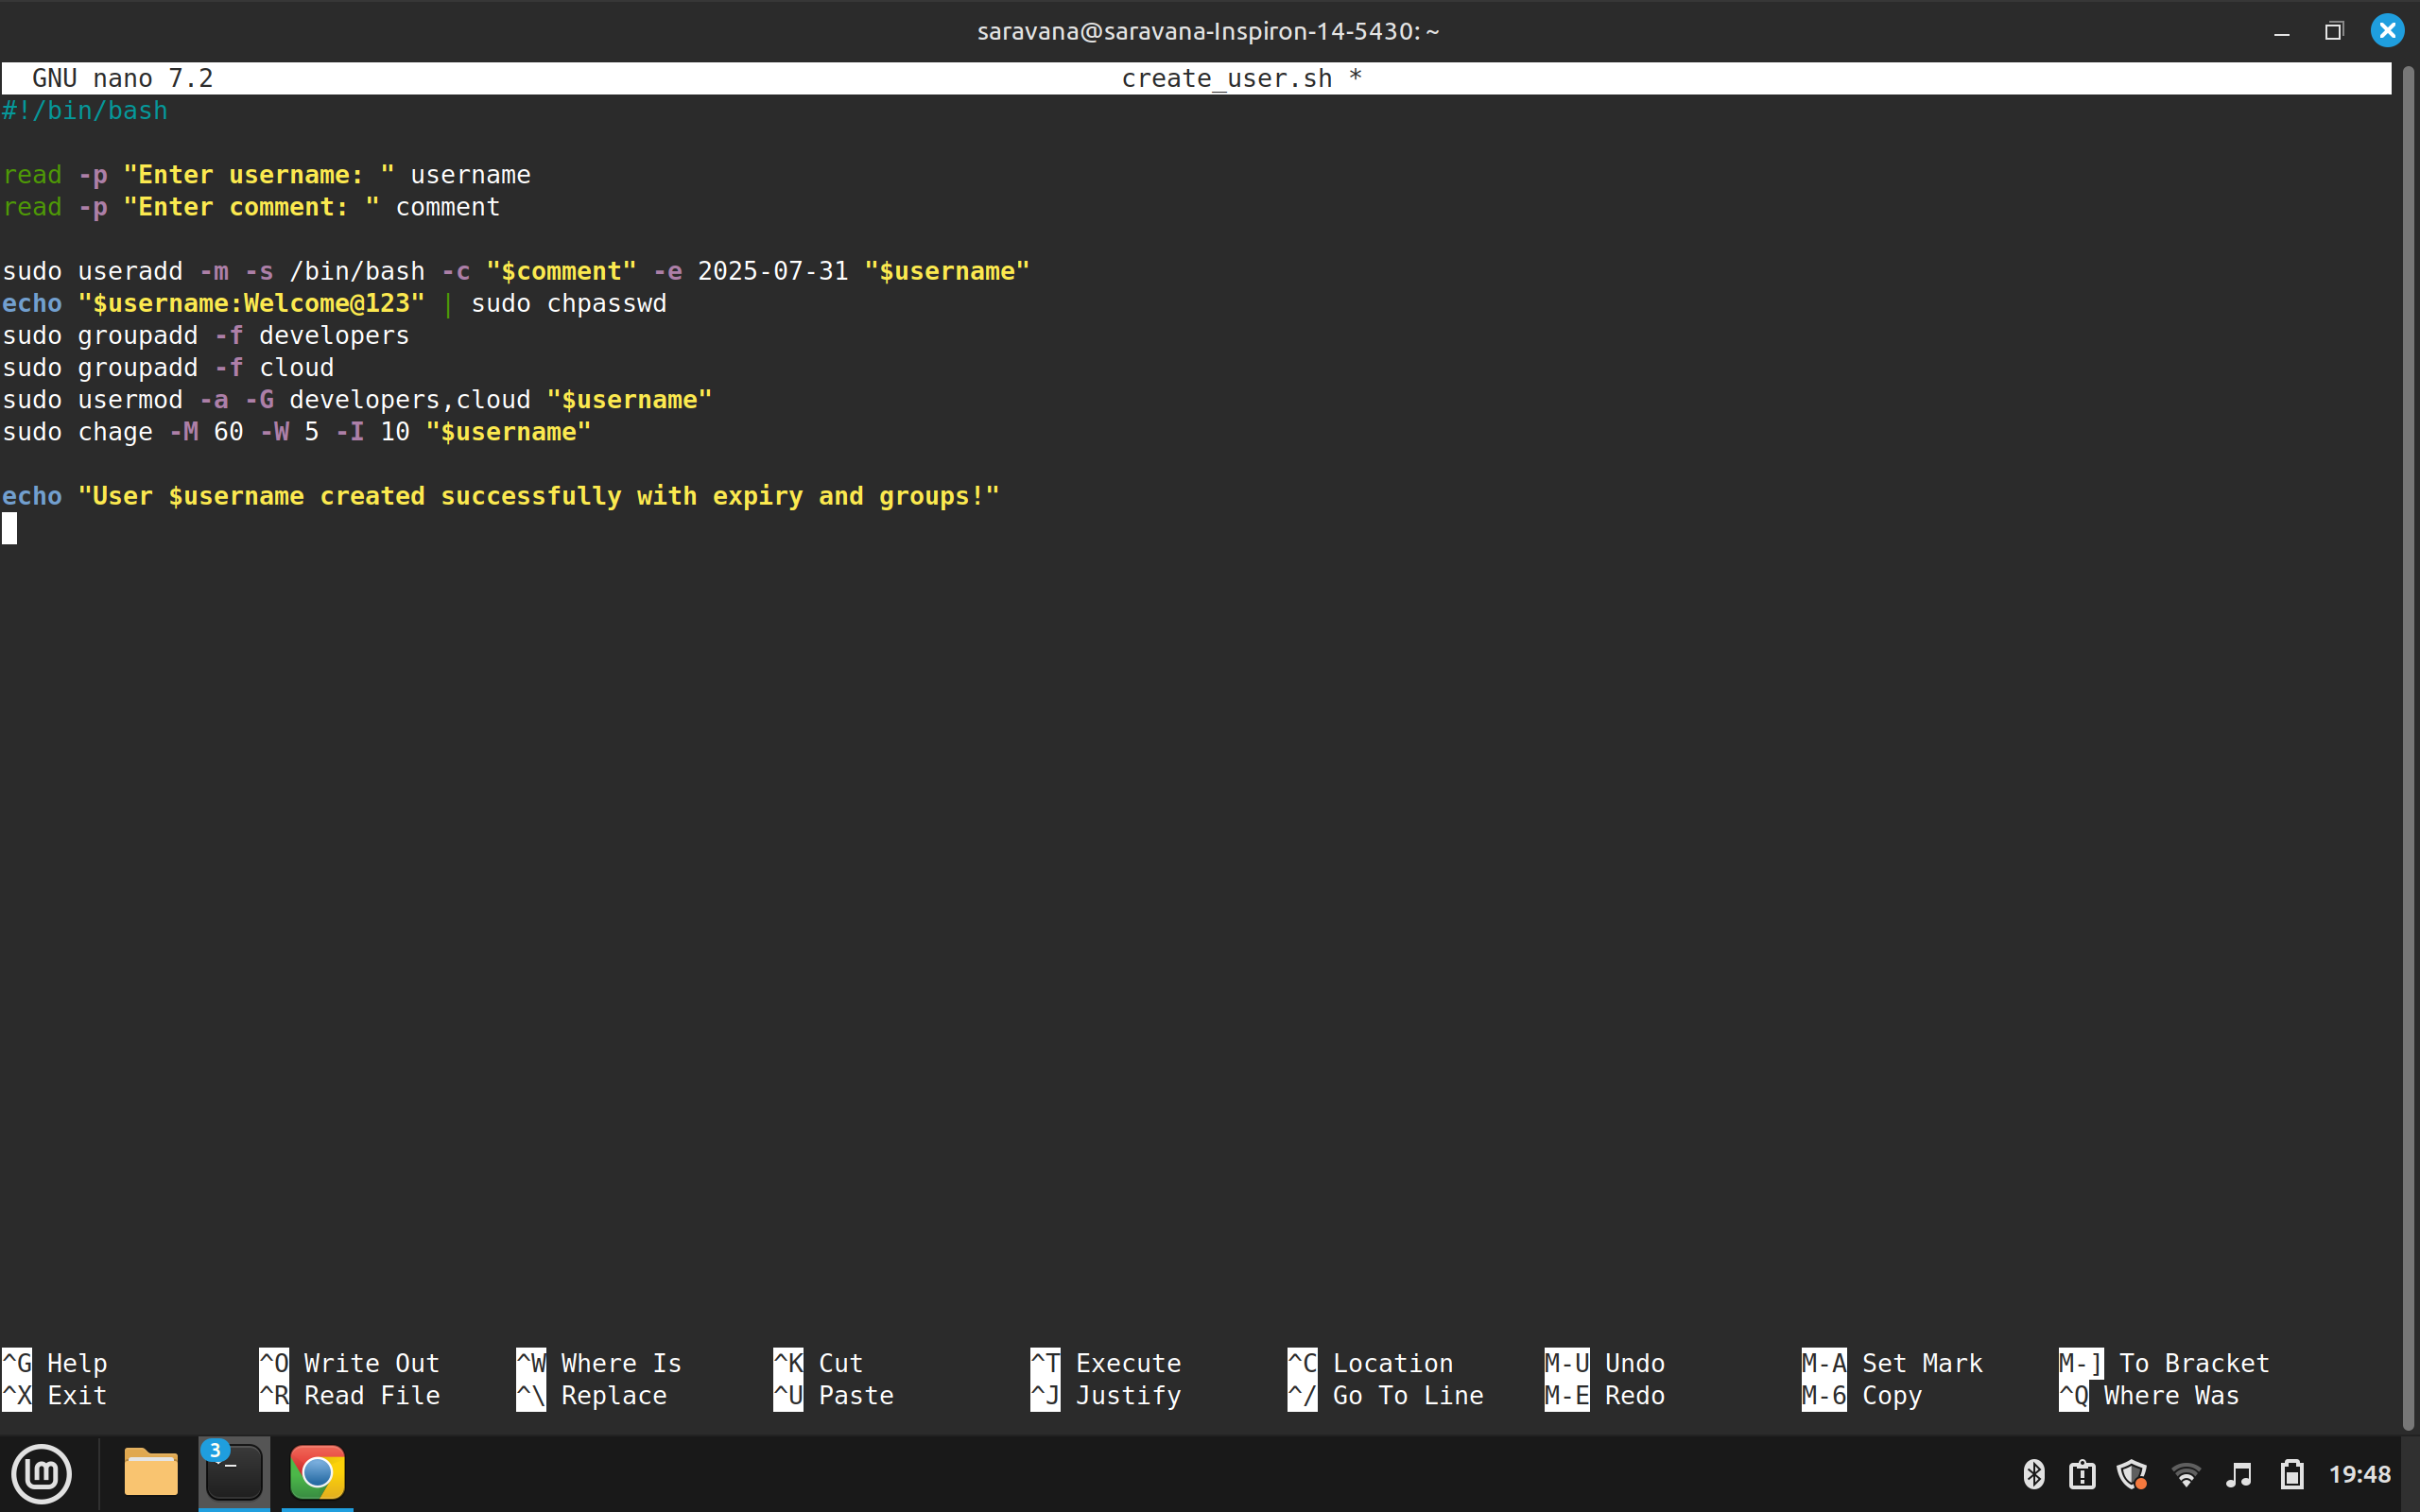 saravana@saravana-Inspiron-14-5430: ~
GNU nano 7.2 create_user.sh *
#!/bin/bash
read -p "Enter username: " username
read -p "Enter comment: " comment
sudo useradd -m -s /bin/bash -c "$comment" -e 2025-07-31 "$username"
echo "$username:Welcome@123" | sudo chpasswd
sudo groupadd -f developers
sudo groupadd -f cloud
sudo usermod -a -G developers,cloud "$username"
sudo chage -M 60 -W 5 -I 10 "$username"
echo "User $username created successfully with expiry and groups!"
^G Help ^O Write Out ^W Where Is ^K Cut ^T Execute ^C Location M-U Undo M-A Set Mark M-] To Bracket
^X Exit ^R Read File ^\ Replace ^U Paste ^J Justify ^/ Go To Line M-E Redo M-6 Copy ^Q Where Was
3
19:48